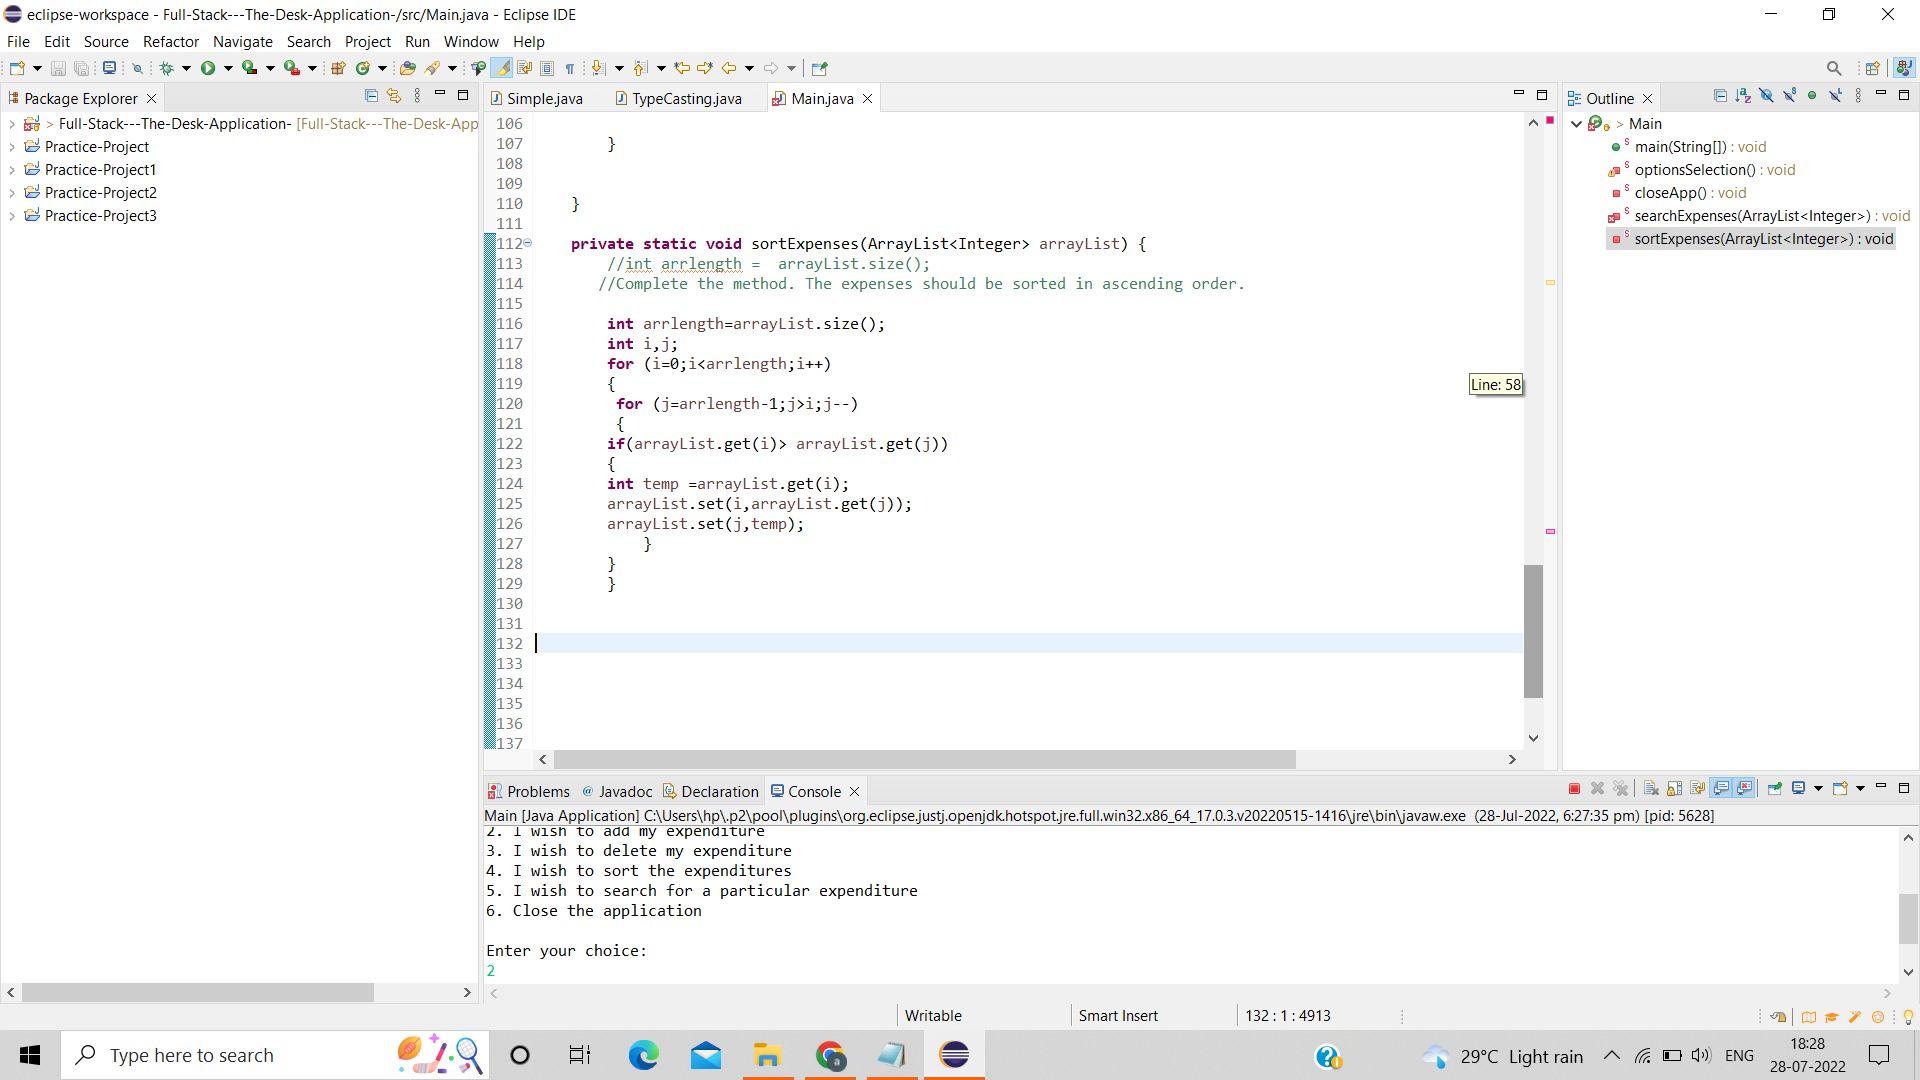 eclipse-workspace - Full-Stack---The-Desk-Application-/src/Main.java - Eclipse IDE
File Edit Source Refactor Navigate Search Project Run Window Help
Package Explorer
> Full-Stack---The-Desk-Application- [Full-Stack---The-Desk-App
Practice-Project
Practice-Project1
Practice-Project2
Practice-Project3
Simple.java TypeCasting.java Main.java
106
107 }
108
109
110 }
111
112 private static void sortExpenses(ArrayList<Integer> arrayList) {
113 //int arrlength =  arrayList.size();
114 //Complete the method. The expenses should be sorted in ascending order.
115
116 int arrlength=arrayList.size();
117 int i,j;
118 for (i=0;i<arrlength;i++)
119 {
120 for (j=arrlength-1;j>i;j--)
121 {
122 if(arrayList.get(i)> arrayList.get(j))
123 {
124 int temp =arrayList.get(i);
125 arrayList.set(i,arrayList.get(j));
126 arrayList.set(j,temp);
127 }
128 }
129 }
130
131
132
133
134
135
136
137
Line: 58
Outline
> Main
main(String[]) : void
optionsSelection() : void
closeApp() : void
searchExpenses(ArrayList<Integer>) : void
sortExpenses(ArrayList<Integer>) : void
Problems @ Javadoc Declaration Console
Main [Java Application] C:\Users\hp\.p2\pool\plugins\org.eclipse.justj.openjdk.hotspot.jre.full.win32.x86_64_17.0.3.v20220515-1416\jre\bin\javaw.exe (28-Jul-2022, 6:27:35 pm) [pid: 5628]
2. I wish to add my expenditure
3. I wish to delete my expenditure
4. I wish to sort the expenditures
5. I wish to search for a particular expenditure
6. Close the application
Enter your choice:
2
Writable Smart Insert 132 : 1 : 4913
Type here to search
29°C Light rain ENG 18:28
28-07-2022